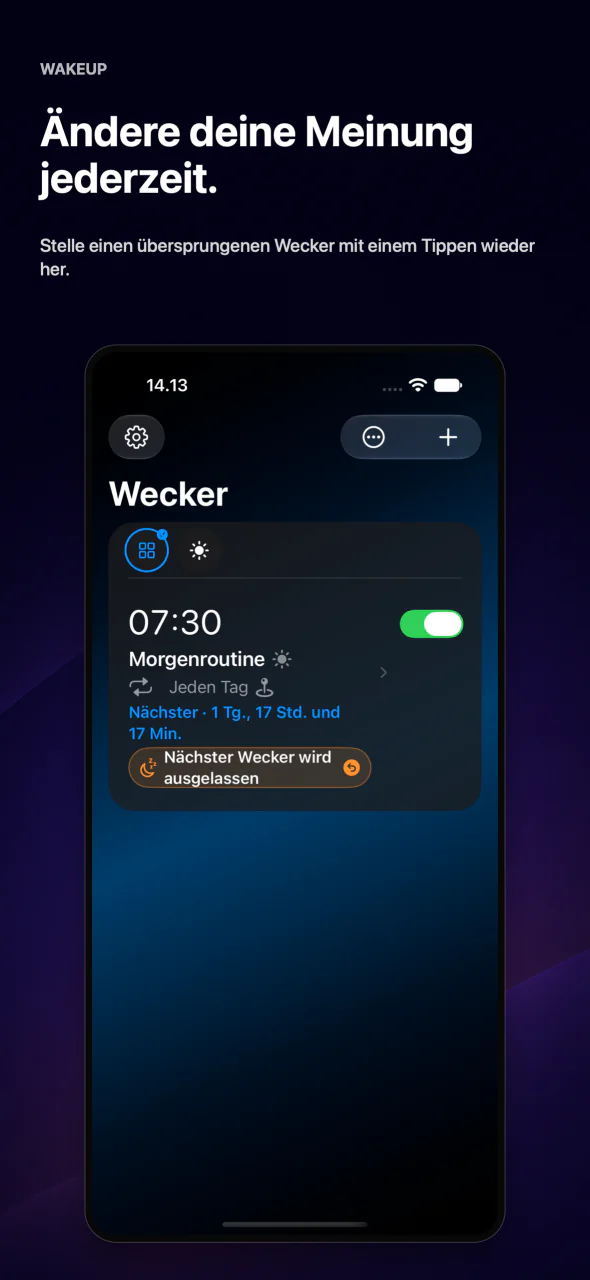 WAKEUP
Ändere deine Meinung
jederzeit.
Stelle einen übersprungenen Wecker mit einem Tippen wieder
her.
14.13
Wecker
07:30
Morgenroutine
Jeden Tag
Nächster · 1 Tg., 17 Std. und
17 Min.
Nächster Wecker wird
ausgelassen